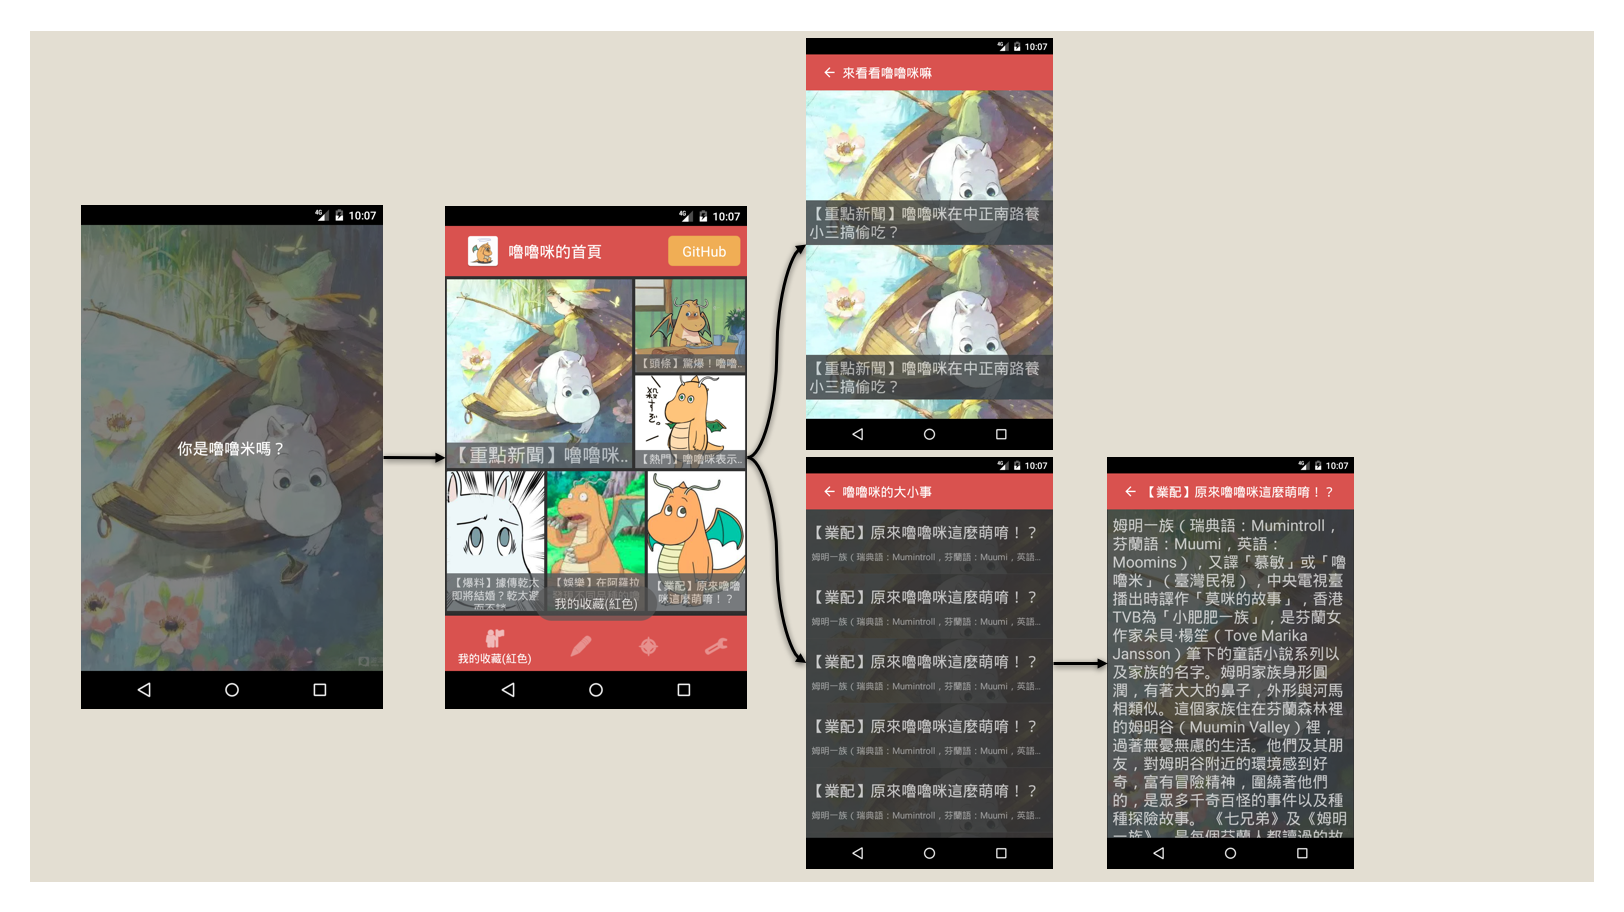 4G 10:07
你是嚕嚕米嗎？
4G 10:07
嚕嚕咪的首頁
GitHub
【重點新聞】嚕嚕咪..
【頭條】驚爆！嚕嚕..
殺すぞ。
【熱門】嚕嚕咪表示..
【爆料】據傳乾太
即將結婚？乾太避
【娛樂】在阿羅拉
【業配】原來嚕嚕
咪這麼萌唷！？
我的收藏(紅色)
我的收藏(紅色)
4G 10:07
來看看嚕嚕咪嘛
【重點新聞】嚕嚕咪在中正南路養
小三搞偷吃？
【重點新聞】嚕嚕咪在中正南路養
小三搞偷吃？
4G 10:07
嚕嚕咪的大小事
【業配】原來嚕嚕咪這麼萌唷！？
姆明一族（瑞典語：Mumintroll，芬蘭語：Muumi，英語...
【業配】原來嚕嚕咪這麼萌唷！？
姆明一族（瑞典語：Mumintroll，芬蘭語：Muumi，英語...
【業配】原來嚕嚕咪這麼萌唷！？
姆明一族（瑞典語：Mumintroll，芬蘭語：Muumi，英語...
【業配】原來嚕嚕咪這麼萌唷！？
姆明一族（瑞典語：Mumintroll，芬蘭語：Muumi，英語...
【業配】原來嚕嚕咪這麼萌唷！？
姆明一族（瑞典語：Mumintroll，芬蘭語：Muumi，英語...
4G 10:07
【業配】原來嚕嚕咪這麼萌唷！？
姆明一族（瑞典語：Mumintroll，
芬蘭語：Muumi，英語：
Moomins），又譯「慕敏」或「嚕
嚕米」（臺灣民視），中央電視臺
播出時譯作「莫咪的故事」，香港
TVB為「小肥肥一族」，是芬蘭女
作家朵貝·楊笙（Tove Marika
Jansson）筆下的童話小說系列以
及家族的名字。姆明家族身形圓
潤，有著大大的鼻子，外形與河馬
相類似。這個家族住在芬蘭森林裡
的姆明谷（Muumin Valley）裡，
過著無憂無慮的生活。他們及其朋
友，對姆明谷附近的環境感到好
奇，富有冒險精神，圍繞著他們
的，是眾多千奇百怪的事件以及種
種探險故事。《七兄弟》及《姆明
一族》，是每個芬蘭人都讀過的故